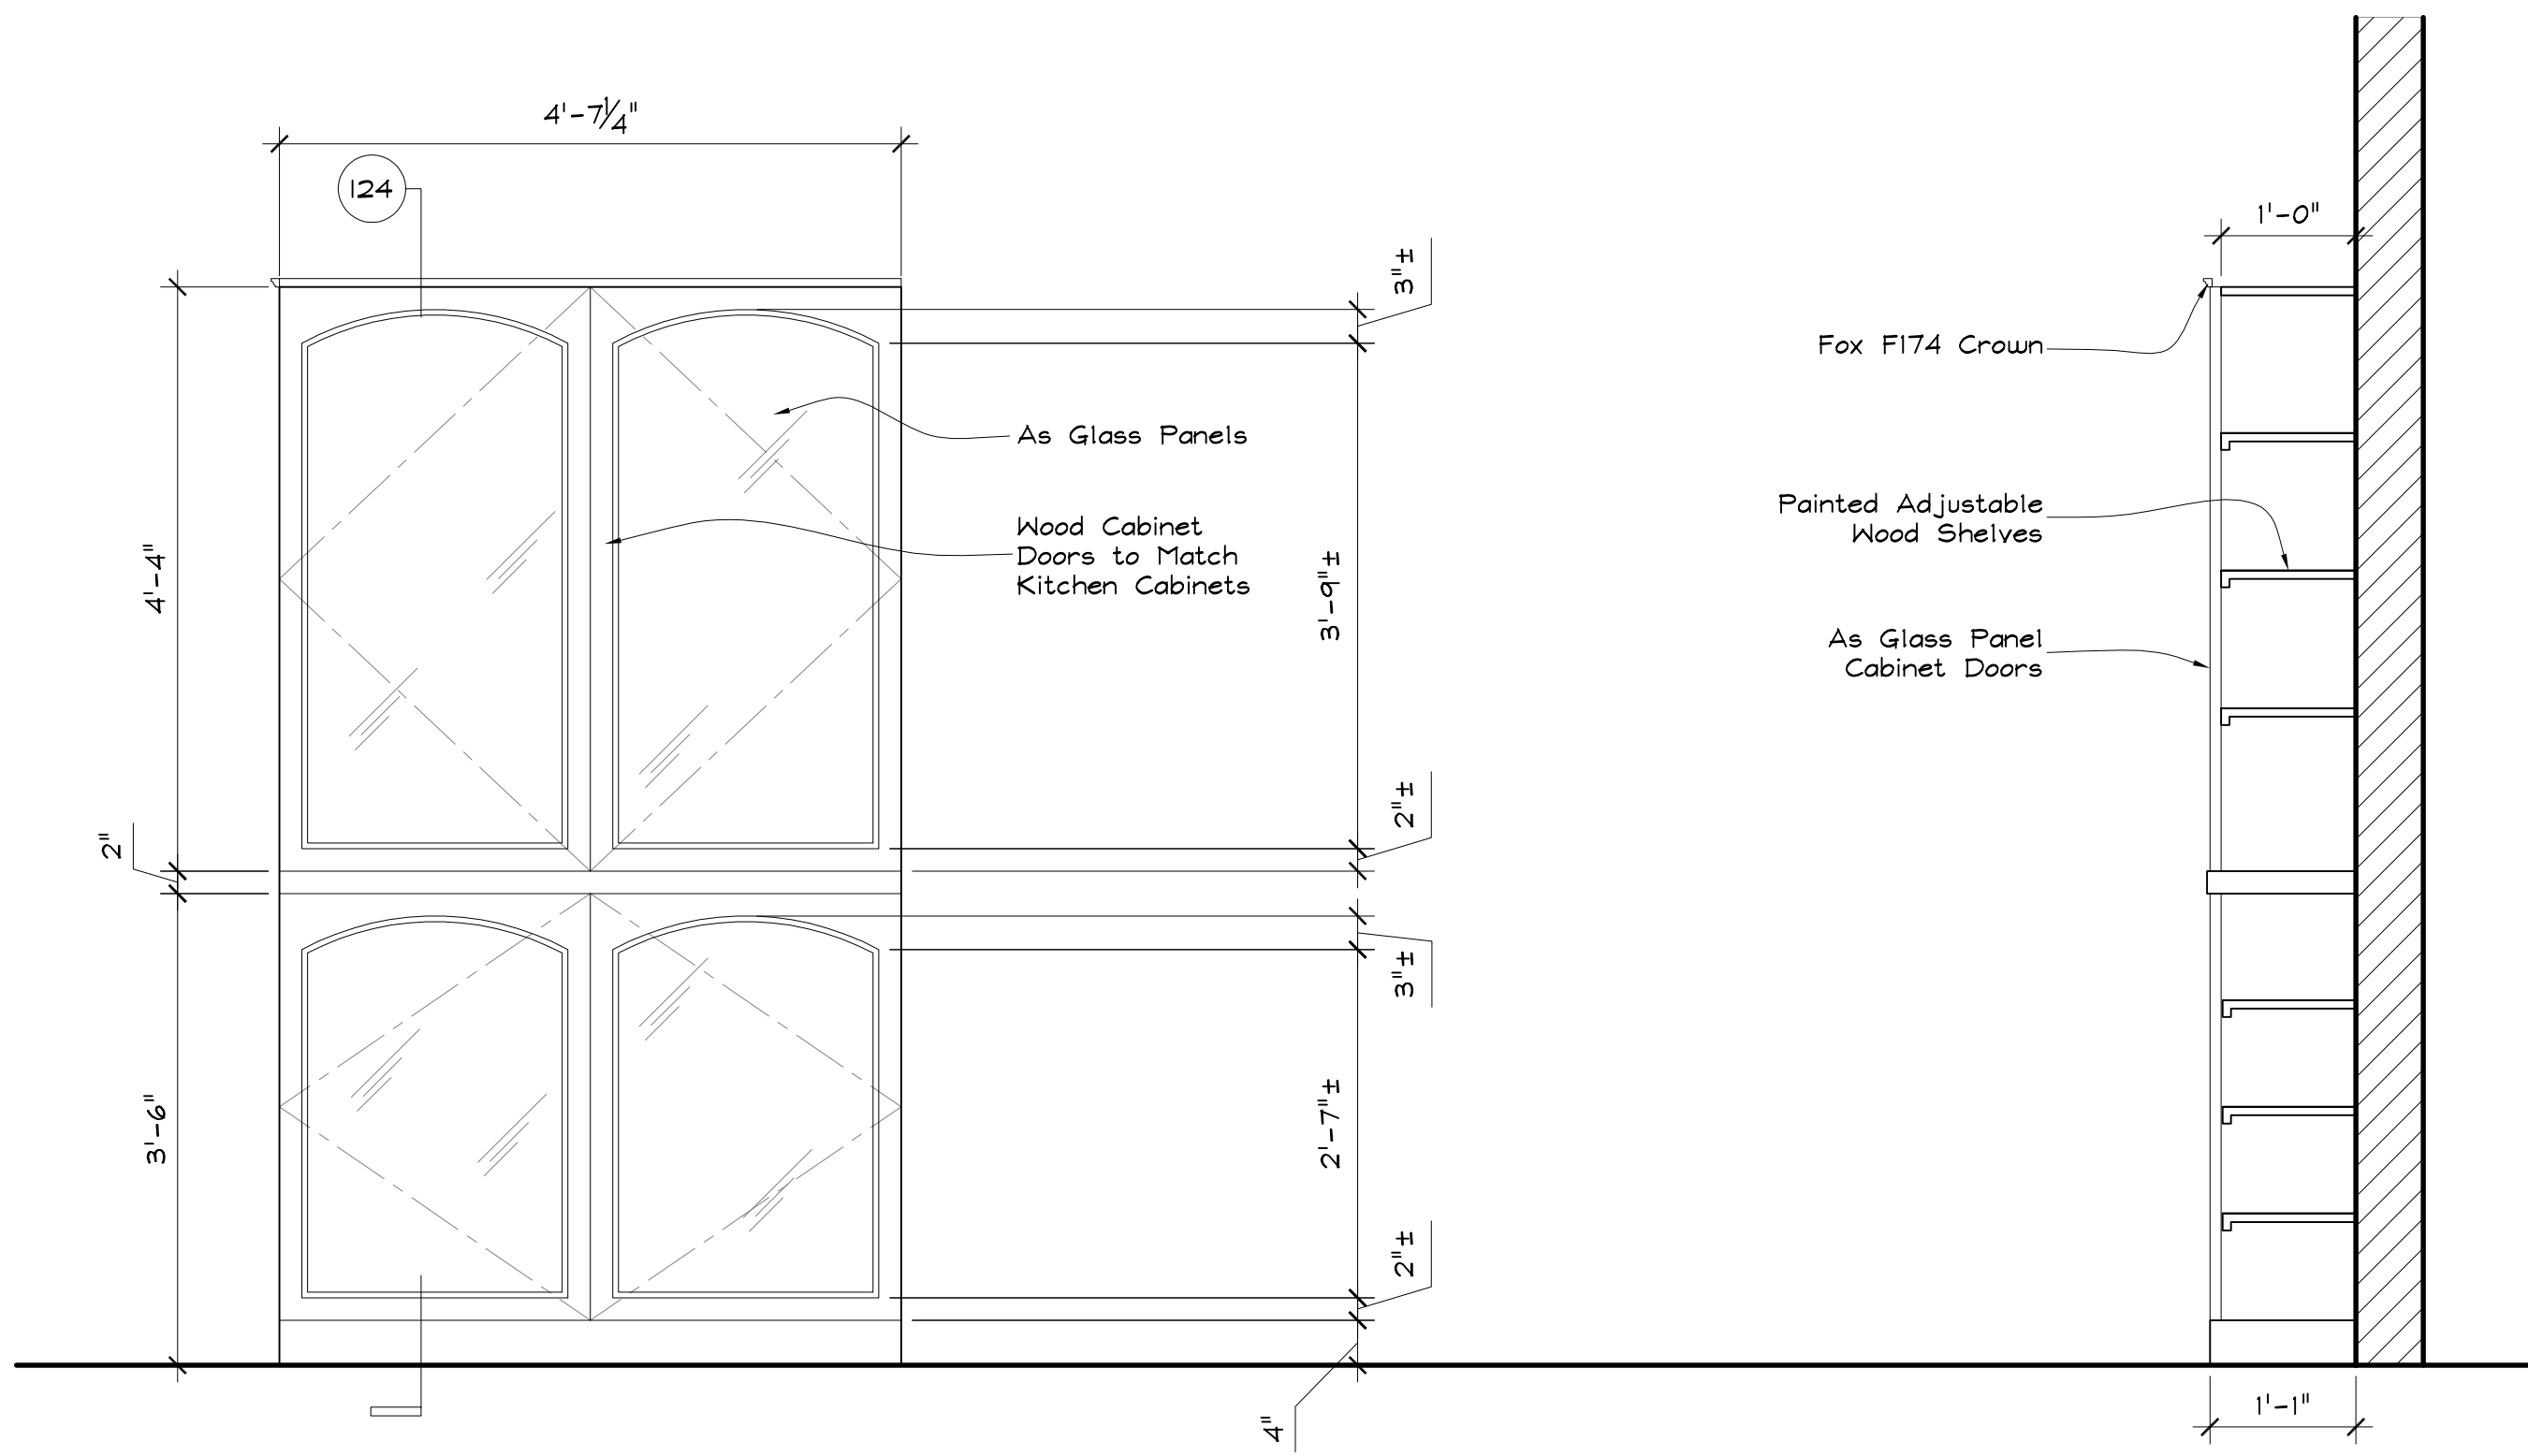 4'-7 1/4"
124
3"±
1'-0"
Fox F174 Crown
As Glass Panels
Painted Adjustable
Wood Shelves
Wood Cabinet
Doors to Match
Kitchen Cabinets
4'-4"
3'-9"±
As Glass Panel
Cabinet Doors
2"
2"±
3"±
3'-6"
2'-7"±
2"±
4"
1'-1"